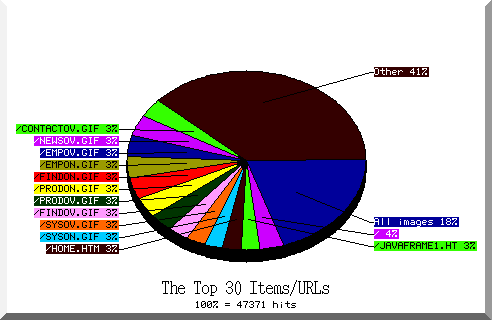 Other 41%
/CONTACTOV.GIF 3%
/NEWSOV.GIF 3%
/EMPOV.GIF 3%
/EMPON.GIF 3%
/FINDON.GIF 3%
/PRODON.GIF 3%
/PRODOV.GIF 3%
/FINDOV.GIF 3%
/SYSOV.GIF 3%
/SYSON.GIF 3%
/HOME.HTM 3%
All images 18%
/ 4%
/JAVAFRAME1.HT 3%
The Top 30 Items/URLs
100% = 47371 hits